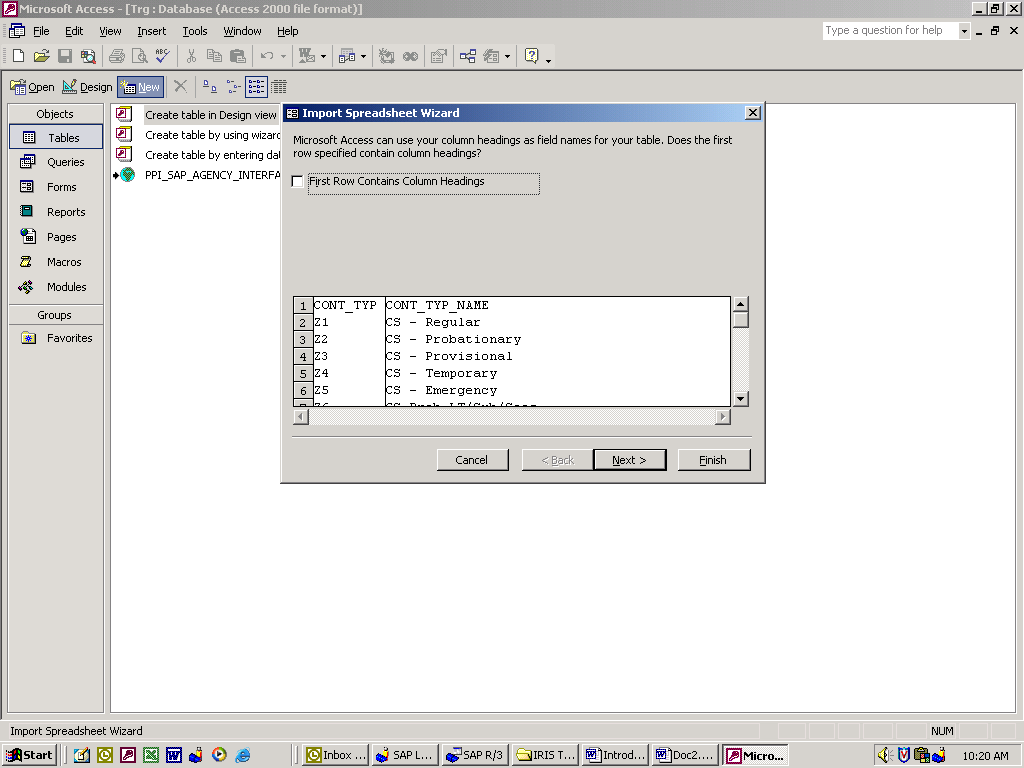 Microsoft Access - [Trg : Database (Access 2000 file format)]
File Edit View Insert Tools Window Help
Type a question for help
Open Design New
Objects
Tables
Queries
Forms
Reports
Pages
Macros
Modules
Groups
Favorites
Create table in Design view
Create table by using wizard
Create table by entering dat
PPI_SAP_AGENCY_INTERFA
Import Spreadsheet Wizard
Microsoft Access can use your column headings as field names for your table. Does the first
row specified contain column headings?
First Row Contains Column Headings
1 CONT_TYP CONT_TYP_NAME
2 Z1 CS - Regular
3 Z2 CS - Probationary
4 Z3 CS - Provisional
5 Z4 CS - Temporary
6 Z5 CS - Emergency
Cancel < Back Next > Finish
Import Spreadsheet Wizard
NUM
Start Inbox ... SAP L... SAP R/3 IRIS T... Introd... Doc2.... Micro... 10:20 AM